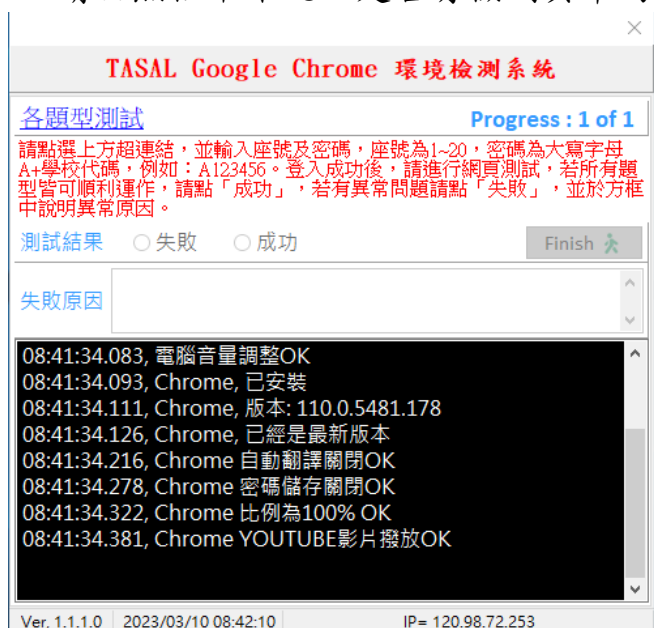 TASAL Google Chrome 環境檢測系統
各題型測試
Progress : 1 of 1
請點選上方超連結，並輸入座號及密碼，座號為1~20，密碼為大寫字母
A+學校代碼，例如：A123456。登入成功後，請進行網頁測試，若所有題
型皆可順利運作，請點「成功」，若有異常問題請點「失敗」，並於方框
中說明異常原因。
測試結果 失敗 成功 Finish
失敗原因
08:41:34.083, 電腦音量調整OK
08:41:34.093, Chrome, 已安裝
08:41:34.111, Chrome, 版本: 110.0.5481.178
08:41:34.126, Chrome, 已經是最新版本
08:41:34.216, Chrome 自動翻譯關閉OK
08:41:34.278, Chrome 密碼儲存關閉OK
08:41:34.322, Chrome 比例為100% OK
08:41:34.381, Chrome YOUTUBE影片撥放OK
Ver. 1.1.1.0 2023/03/10 08:42:10 IP= 120.98.72.253